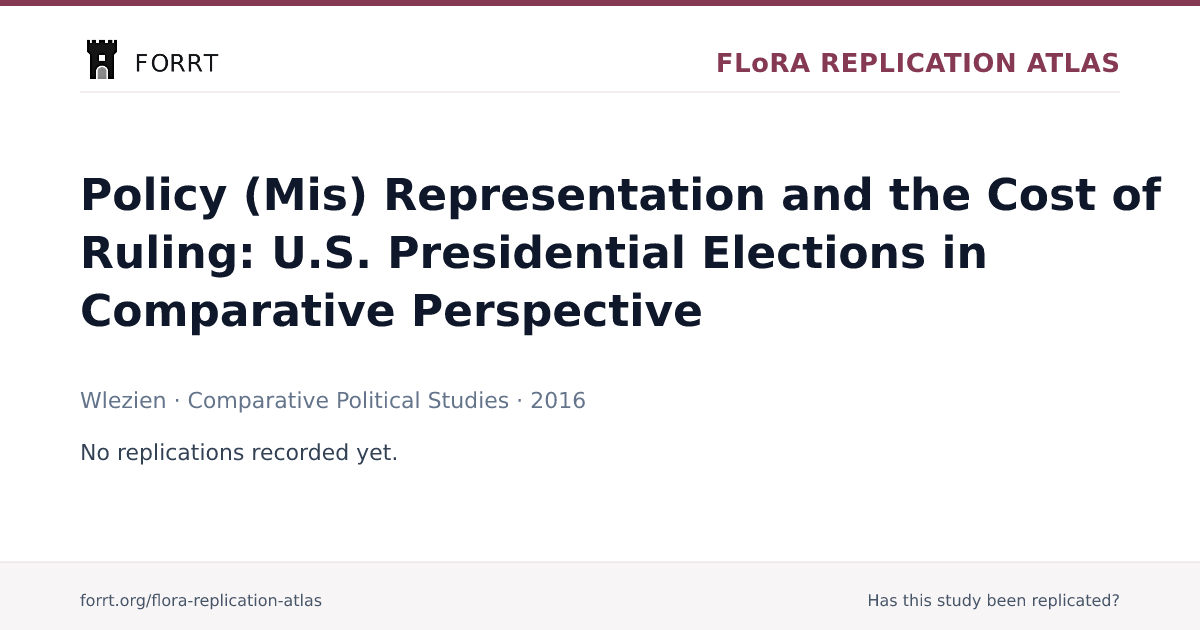 FORRT
FLoRA REPLICATION ATLAS
Policy (Mis) Representation and the Cost of
Ruling: U.S. Presidential Elections in
Comparative Perspective
Wlezien · Comparative Political Studies · 2016
No replications recorded yet.
forrt.org/flora-replication-atlas
Has this study been replicated?